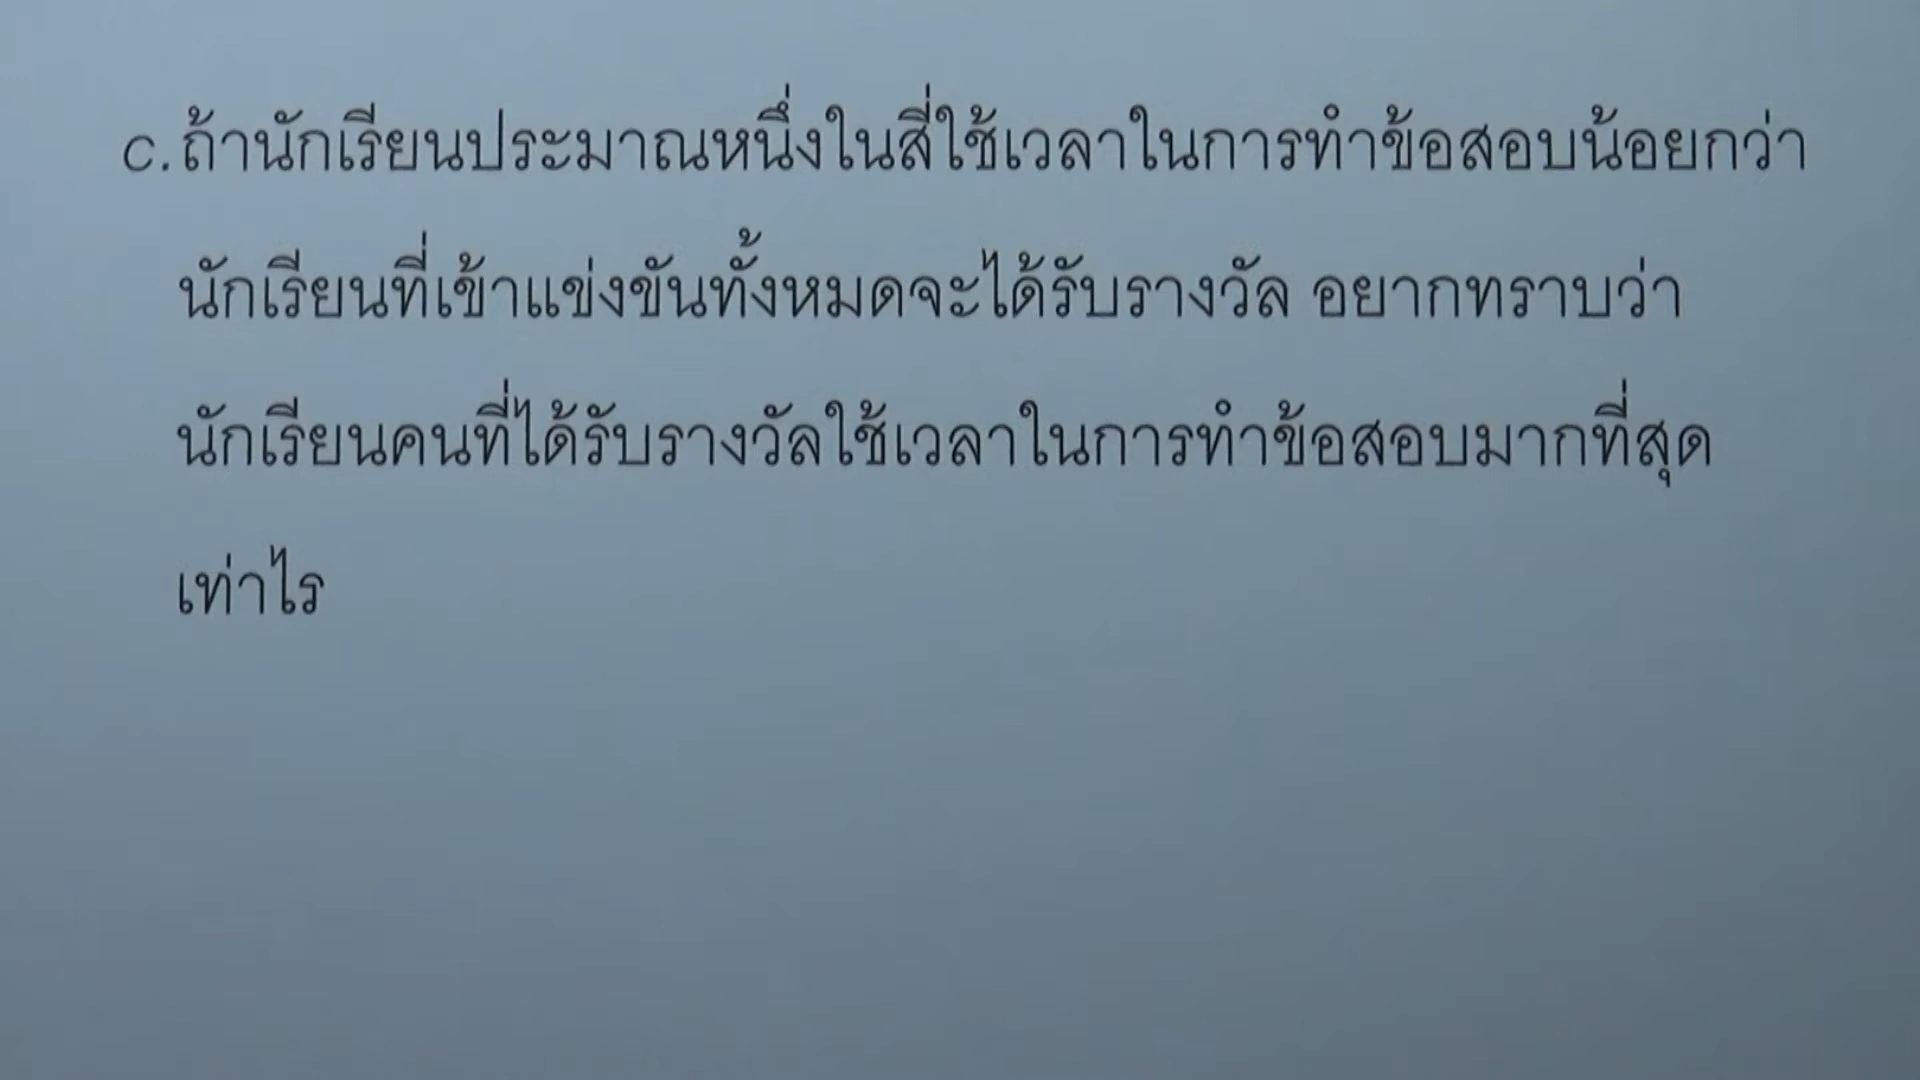 c.ถ้านักเรียนประมาณหนึ่งในสี่ใช้เวลาในการทำข้อสอบน้อยกว่า
นักเรียนที่เข้าแข่งขันทั้งหมดจะได้รับรางวัล อยากทราบว่า
นักเรียนคนที่ได้รับรางวัลใช้เวลาในการทำข้อสอบมากที่สุด
เท่าไร